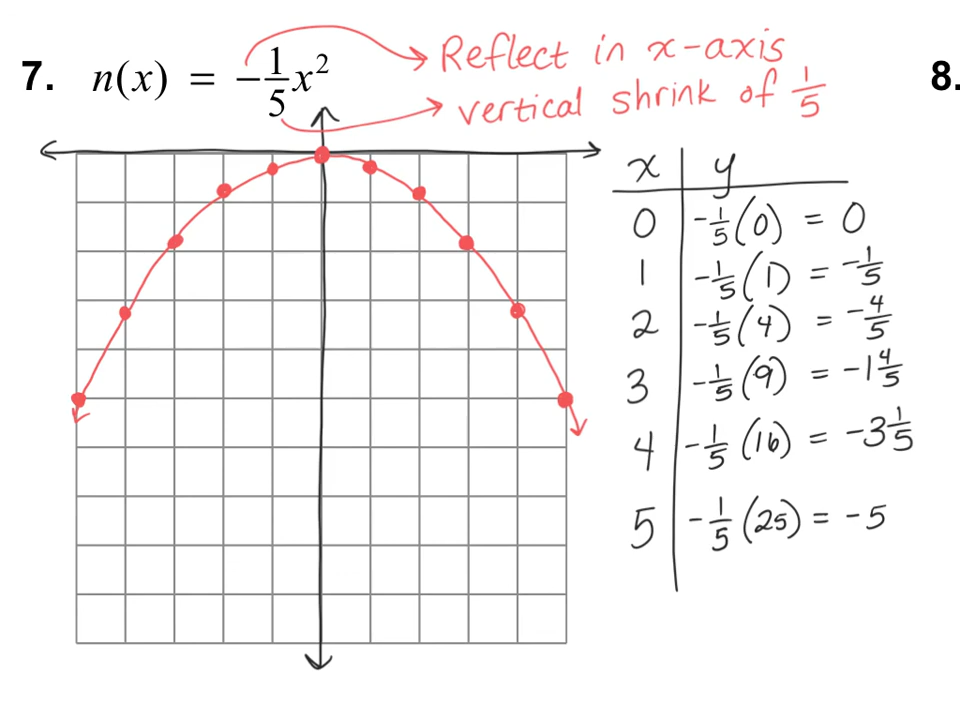 7. n(x) = -1/5x² Reflect in x-axis
vertical shrink of 1/5
8.
x | y
0 | -1/5(0) = 0
1 | -1/5(1) = -1/5
2 | -1/5(4) = -4/5
3 | -1/5(9) = -1 4/5
4 | -1/5(16) = -3 1/5
5 | -1/5(25) = -5